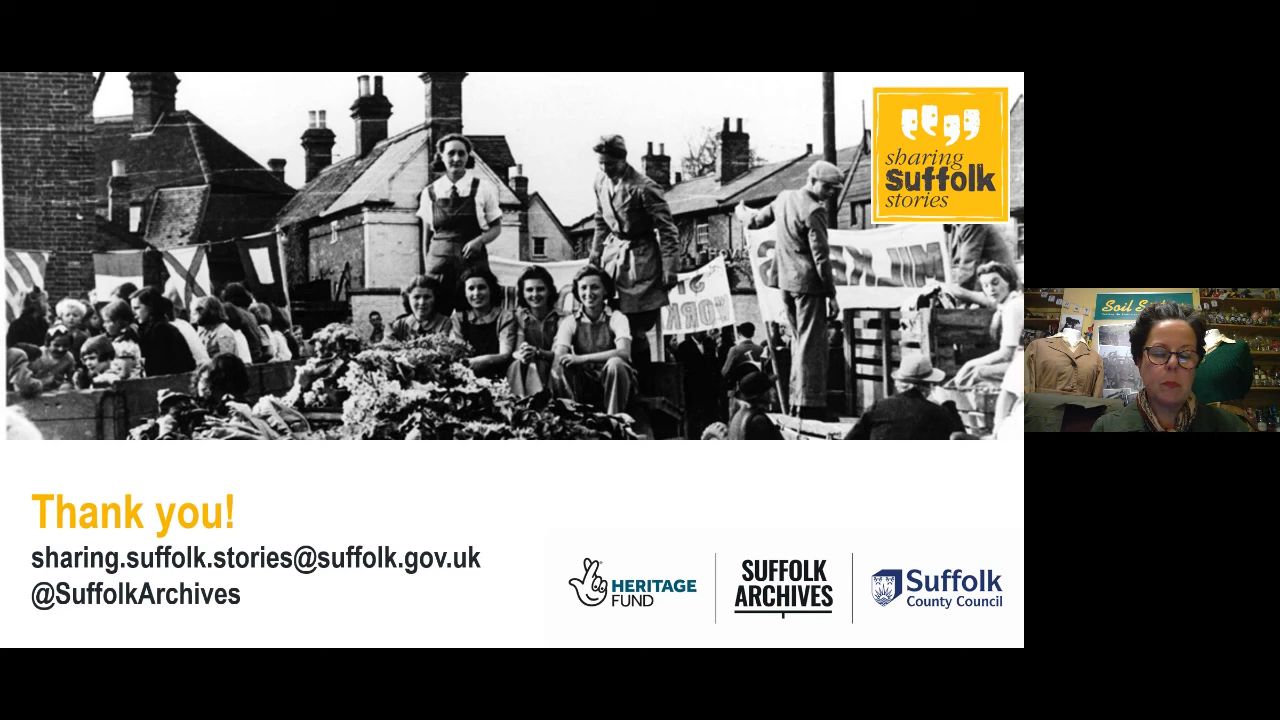 sharing
suffolk
stories
Thank you!
sharing.suffolk.stories@suffolk.gov.uk
@SuffolkArchives
HERITAGE
FUND
SUFFOLK
ARCHIVES
Suffolk
County Council